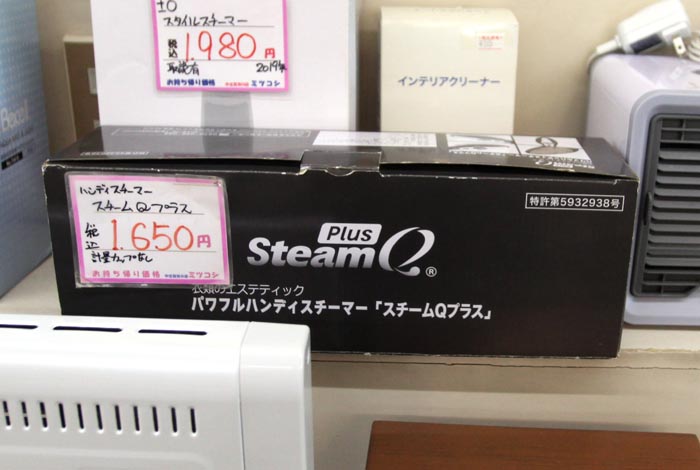 ±0
スタイルスチーマー
税込 1,980円
取説有 2019年
お持ち帰り価格 ミツコシ
インテリアクリーナー
ハンディスチーマー
スチームQプラス
税込 1,650円
計量カップなし
お持ち帰り価格 ミツコシ
特許第5932938号
Plus
Steam Q ®
衣類のエステティック
パワフルハンディスチーマー「スチームQプラス」